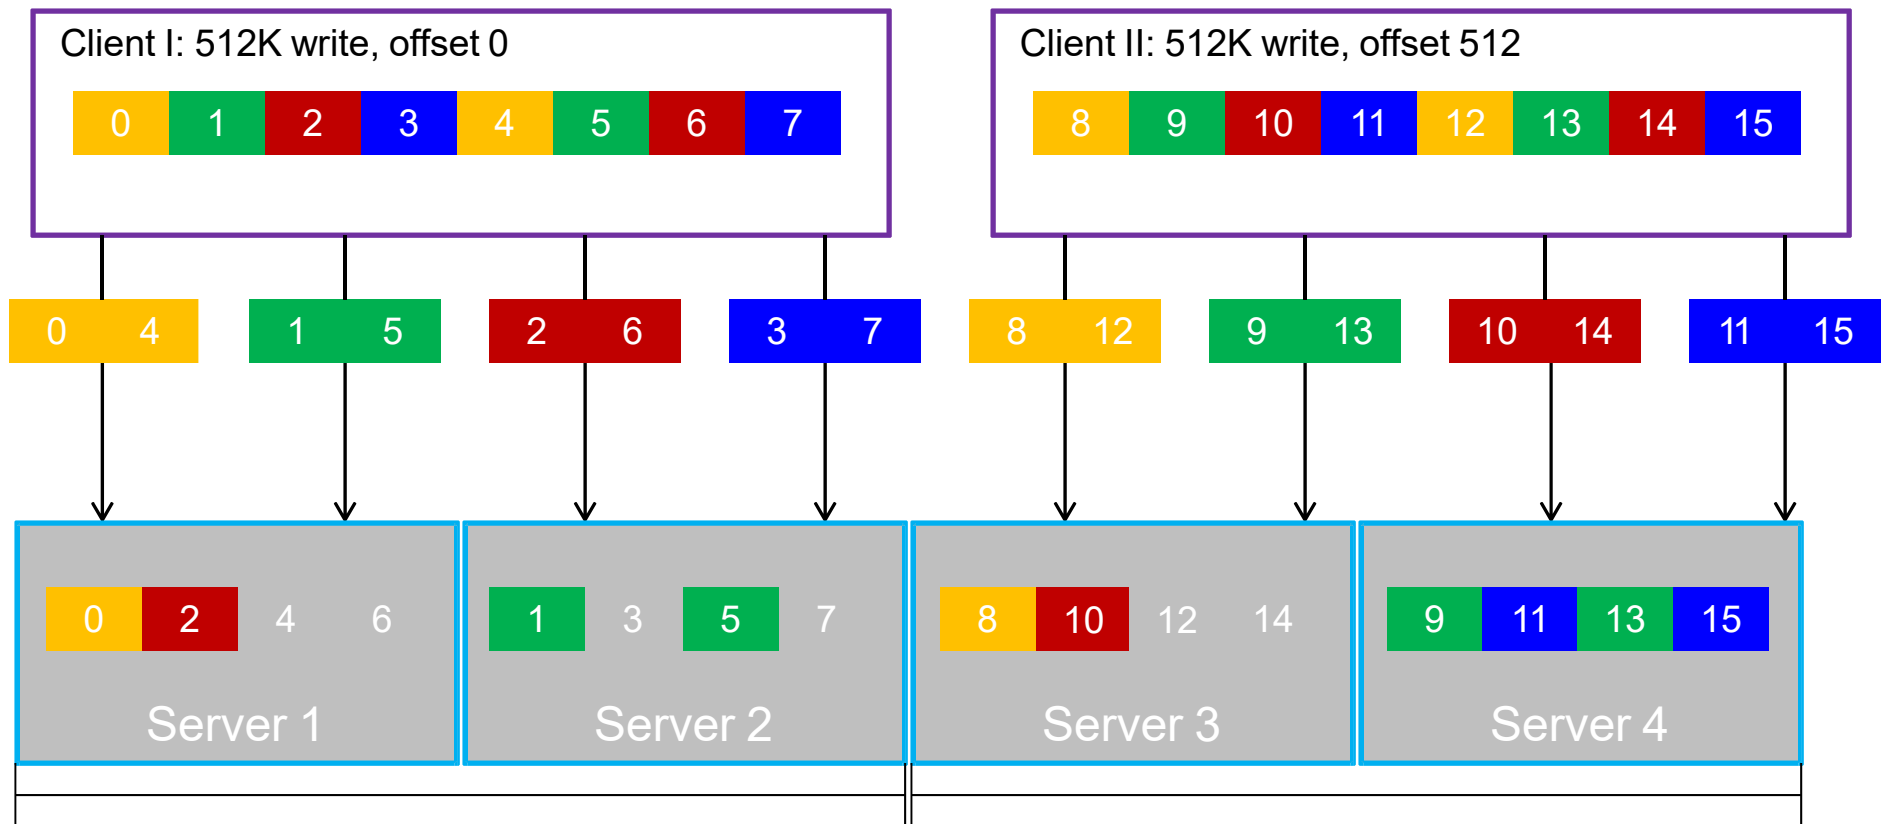 Client I: 512K write, offset 0
Client II: 512K write, offset 512
0 1 2 3 4 5 6 7
8 9 10 11 12 13 14 15
0 4
1 5
2 6
3 7
8 12
9 13
10 14
11 15
0 2 4 6
1 3 5 7
8 10 12 14
9 11 13 15
Server 1
Server 2
Server 3
Server 4